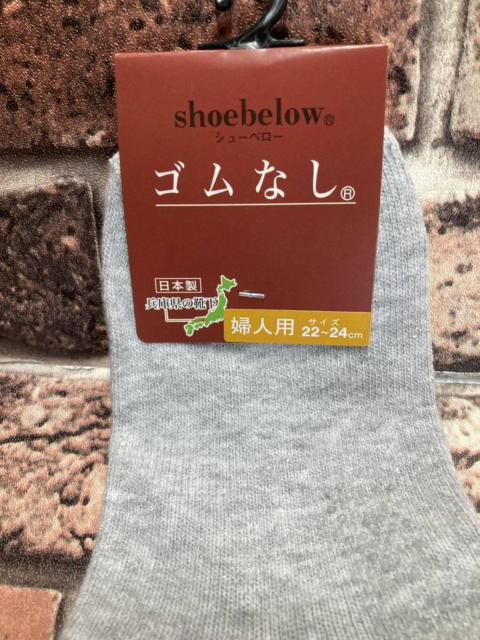 shoebelow®
シューベロー
ゴムなし®
日本製
兵庫県の靴下
婦人用 サイズ 22~24cm